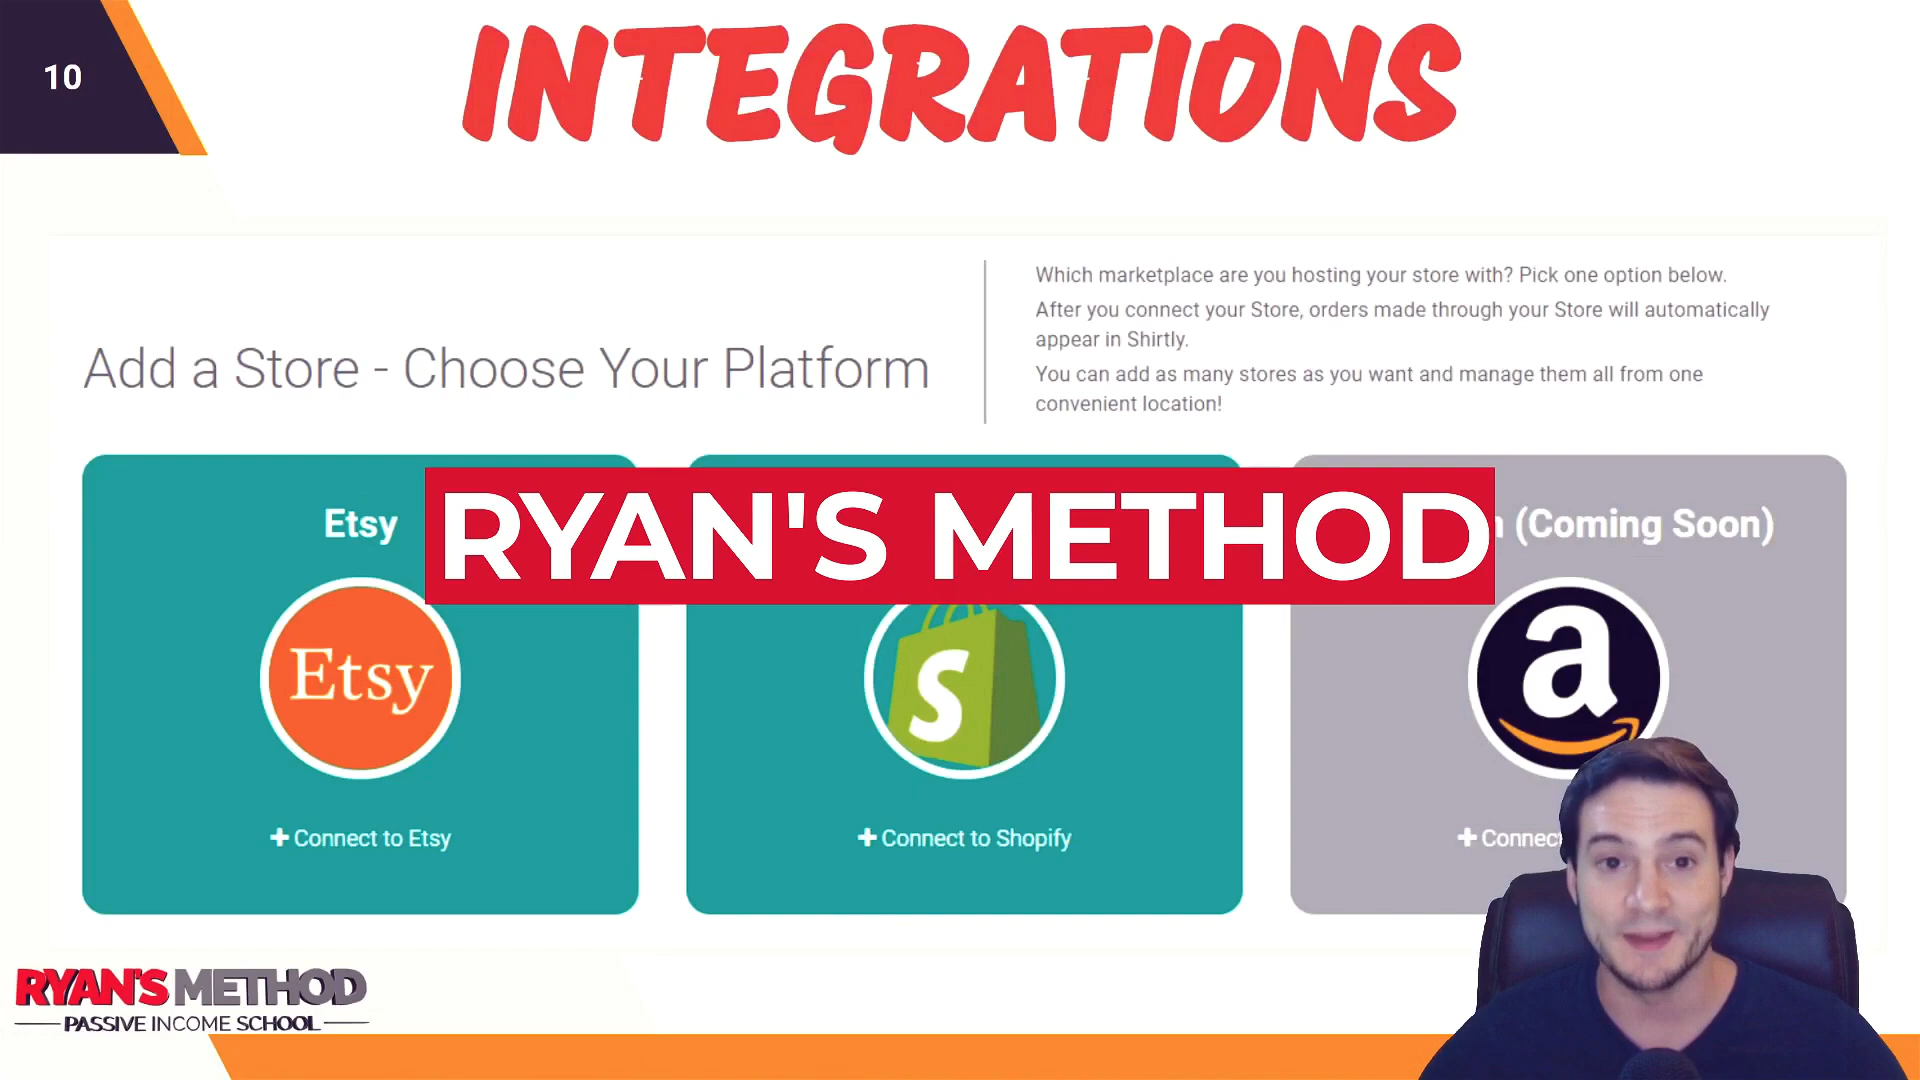 10
INTEGRATIONS
Which marketplace are you hosting your store with? Pick one option below.
After you connect your Store, orders made through your Store will automatically
appear in Shirtly.
You can add as many stores as you want and manage them all from one
convenient location!
Add a Store - Choose Your Platform
Etsy
(Coming Soon)
RYAN'S METHOD
Etsy
S
a
+ Connect to Etsy
+ Connect to Shopify
+ Connect
RYAN'S METHOD
PASSIVE INCOME SCHOOL